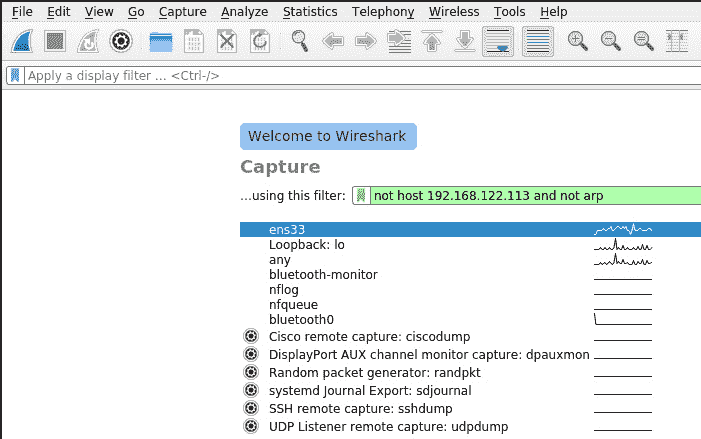 File Edit View Go Capture Analyze Statistics Telephony Wireless Tools Help
Apply a display filter ... <Ctrl-/>
Welcome to Wireshark
Capture
...using this filter: not host 192.168.122.113 and not arp
ens33
Loopback: lo
any
bluetooth-monitor
nflog
nfqueue
bluetooth0
Cisco remote capture: ciscodump
DisplayPort AUX channel monitor capture: dpauxmon
Random packet generator: randpkt
systemd Journal Export: sdjournal
SSH remote capture: sshdump
UDP Listener remote capture: udpdump